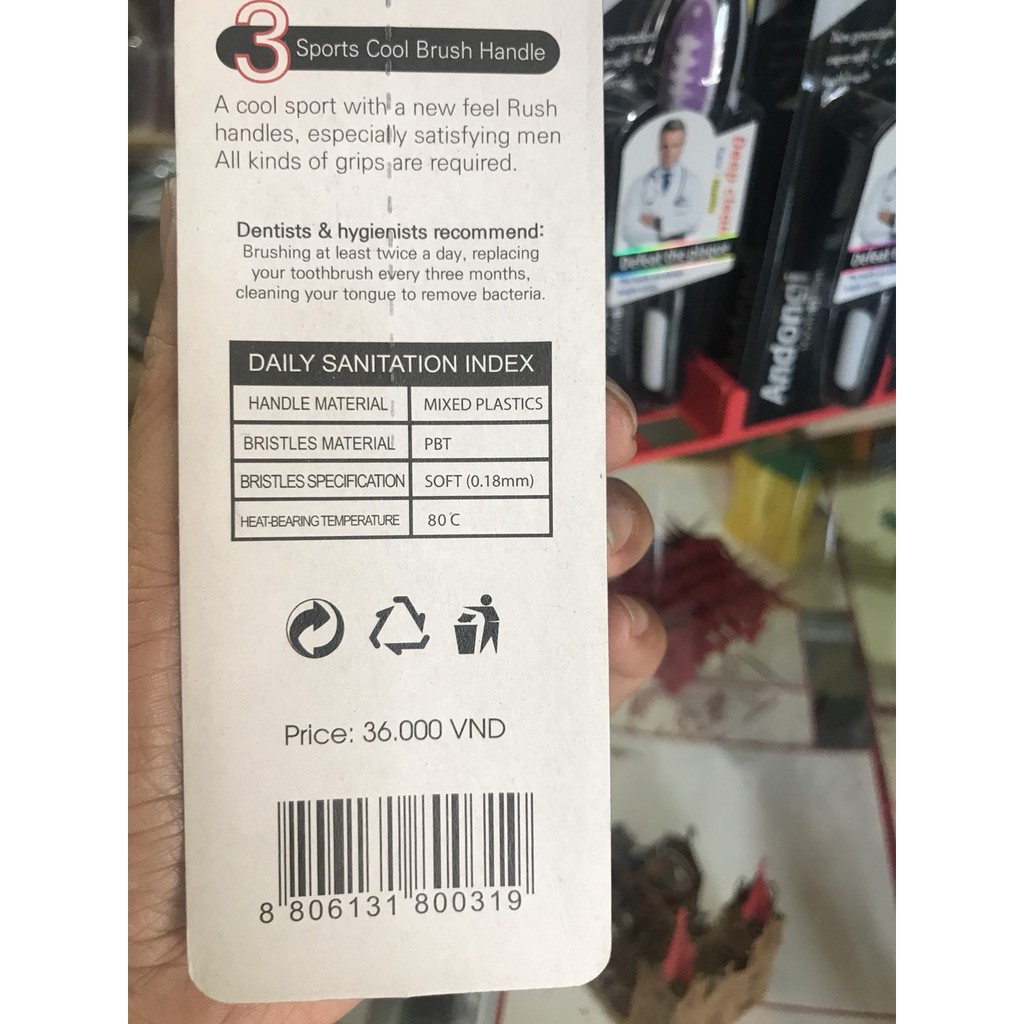 3 Sports Cool Brush Handle
A cool sport with a new feel Rush
handles, especially satisfying men
All kinds of grips are required.
Dentists & hygienists recommend:
Brushing at least twice a day, replacing
your toothbrush every three months,
cleaning your tongue to remove bacteria.
DAILY SANITATION INDEX
HANDLE MATERIAL MIXED PLASTICS
BRISTLES MATERIAL PBT
BRISTLES SPECIFICATION SOFT (0.18mm)
HEAT-BEARING TEMPERATURE 80℃
Price: 36.000 VND
8 806131 800319
Deep clean
Defeat the plaque
Andongi
Defeat